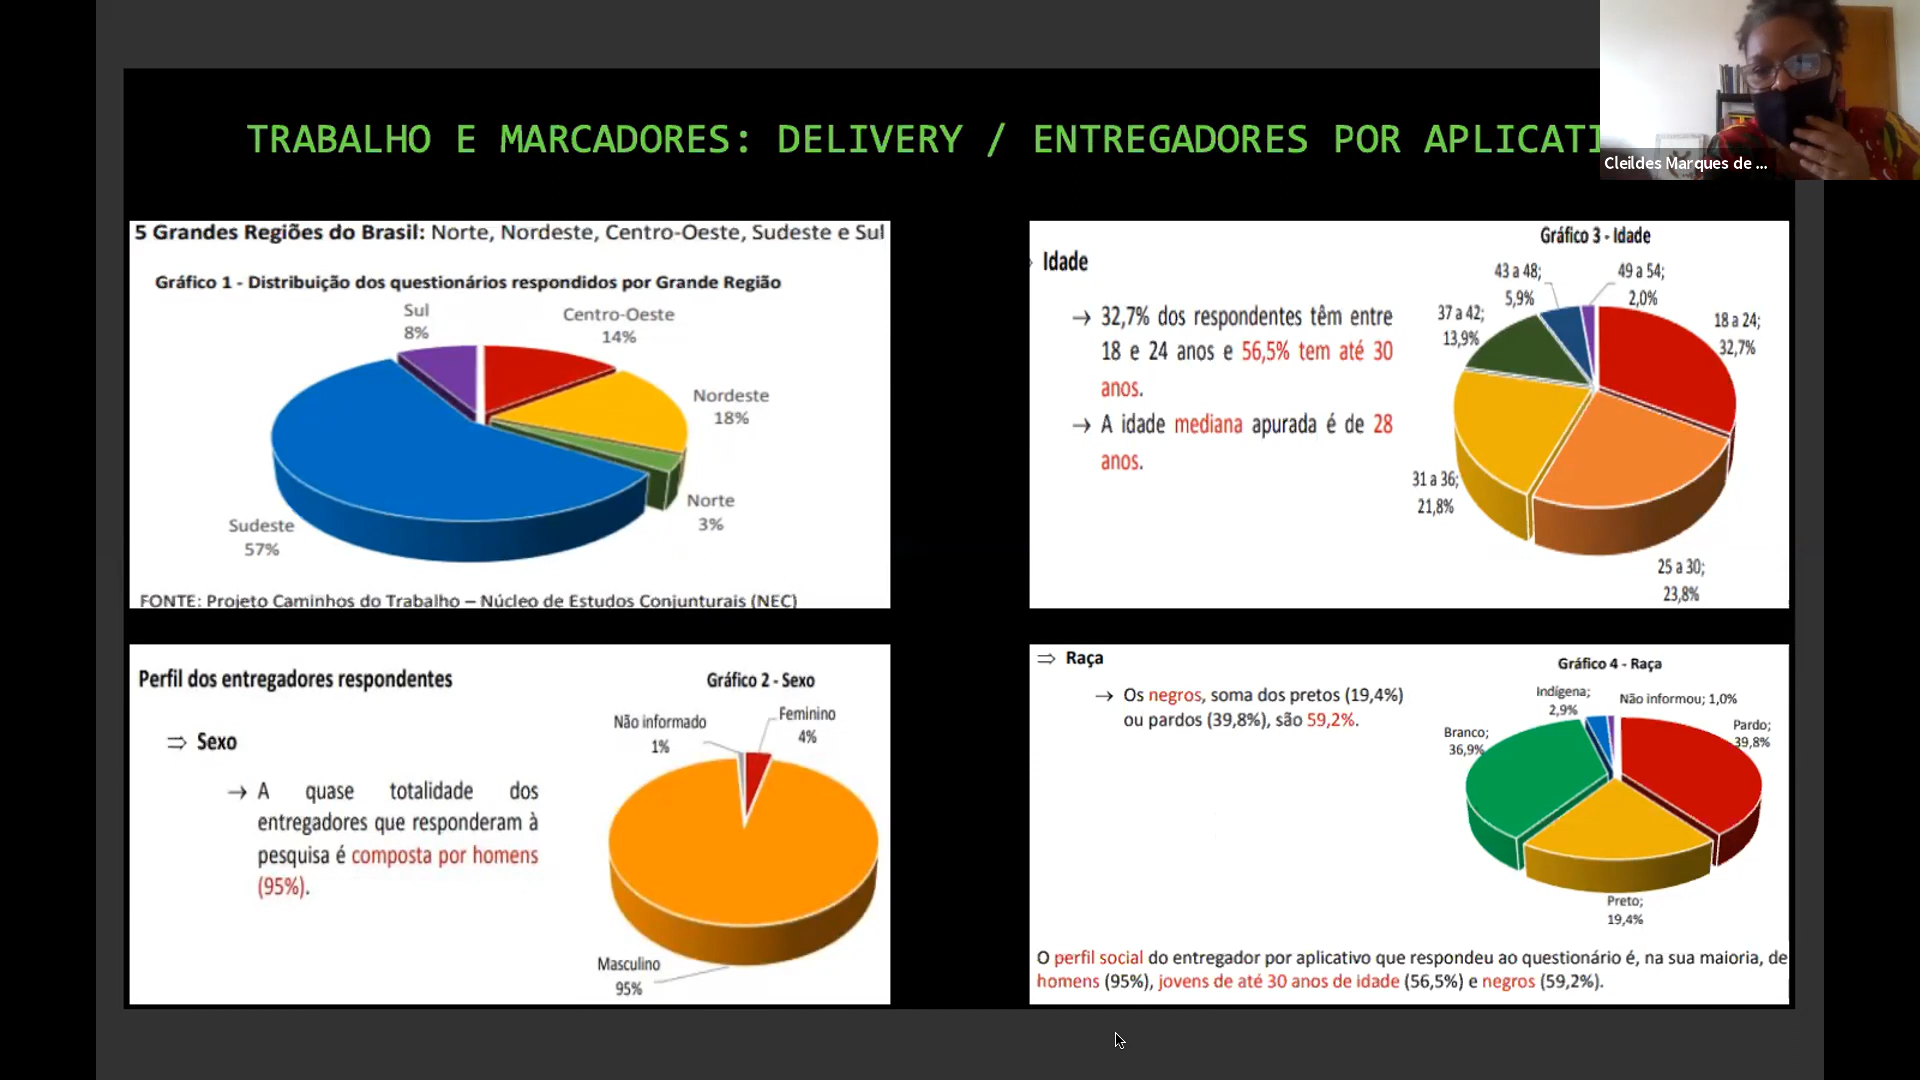 TRABALHO E MARCADORES: DELIVERY / ENTREGADORES POR APLICATI
Cleildes Marques de ...
5 Grandes Regiões do Brasil: Norte, Nordeste, Centro-Oeste, Sudeste e Sul
Gráfico 1 - Distribuição dos questionários respondidos por Grande Região
Sul
8%
Centro-Oeste
14%
Nordeste
18%
Norte
3%
Sudeste
57%
FONTE: Projeto Caminhos do Trabalho – Núcleo de Estudos Conjunturais (NEC)
Gráfico 3 - Idade
Idade
→ 32,7% dos respondentes têm entre
18 e 24 anos e 56,5% tem até 30
anos.
→ A idade mediana apurada é de 28
anos.
43 a 48;
5,9%
49 a 54;
2,0%
37 a 42;
13,9%
18 a 24;
32,7%
31 a 36;
21,8%
25 a 30;
23,8%
Perfil dos entregadores respondentes
Gráfico 2 - Sexo
⇒ Sexo
→ A quase totalidade dos
entregadores que responderam à
pesquisa é composta por homens
(95%).
Não informado
1%
Feminino
4%
Masculino
95%
⇒ Raça
→ Os negros, soma dos pretos (19,4%)
ou pardos (39,8%), são 59,2%.
Gráfico 4 - Raça
Indígena;
2,9%
Não informou; 1,0%
Branco;
36,9%
Pardo;
39,8%
Preto;
19,4%
O perfil social do entregador por aplicativo que respondeu ao questionário é, na sua maioria, de
homens (95%), jovens de até 30 anos de idade (56,5%) e negros (59,2%).